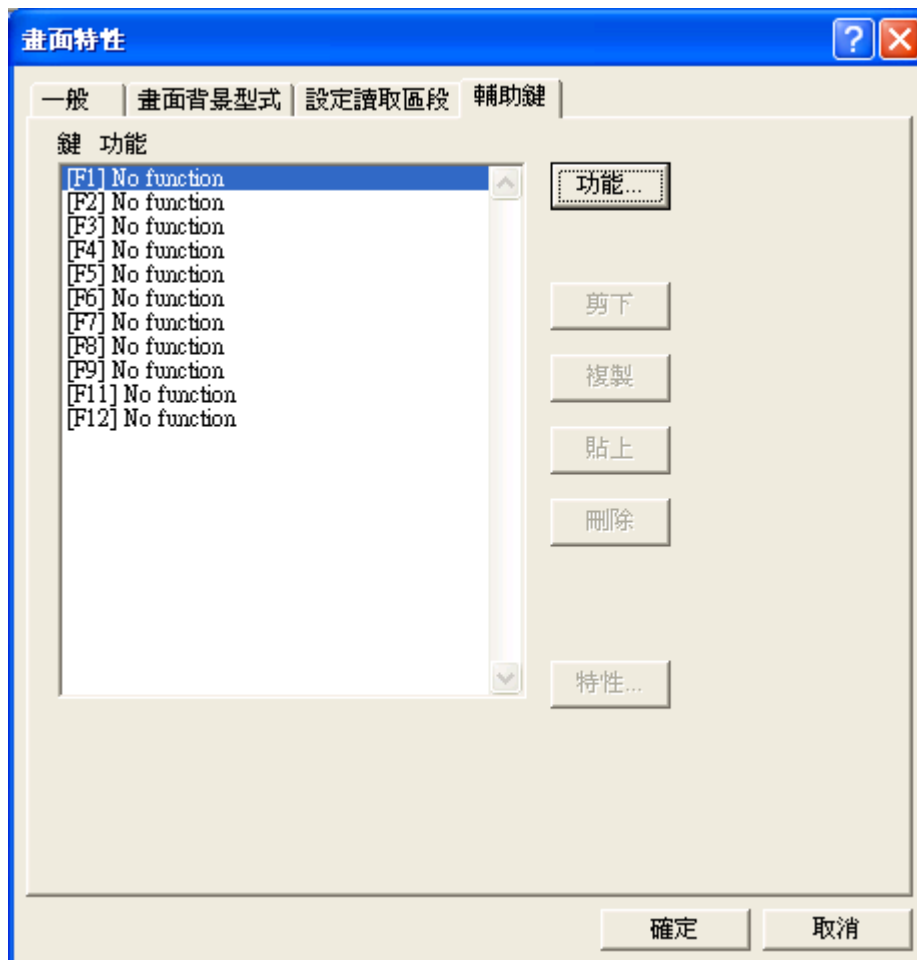 畫面特性
一般 畫面背景型式 設定讀取區段 輔助鍵
鍵 功能
[F1] No function
[F2] No function
[F3] No function
[F4] No function
[F5] No function
[F6] No function
[F7] No function
[F8] No function
[F9] No function
[F11] No function
[F12] No function
功能...
剪下
複製
貼上
刪除
特性...
確定 取消